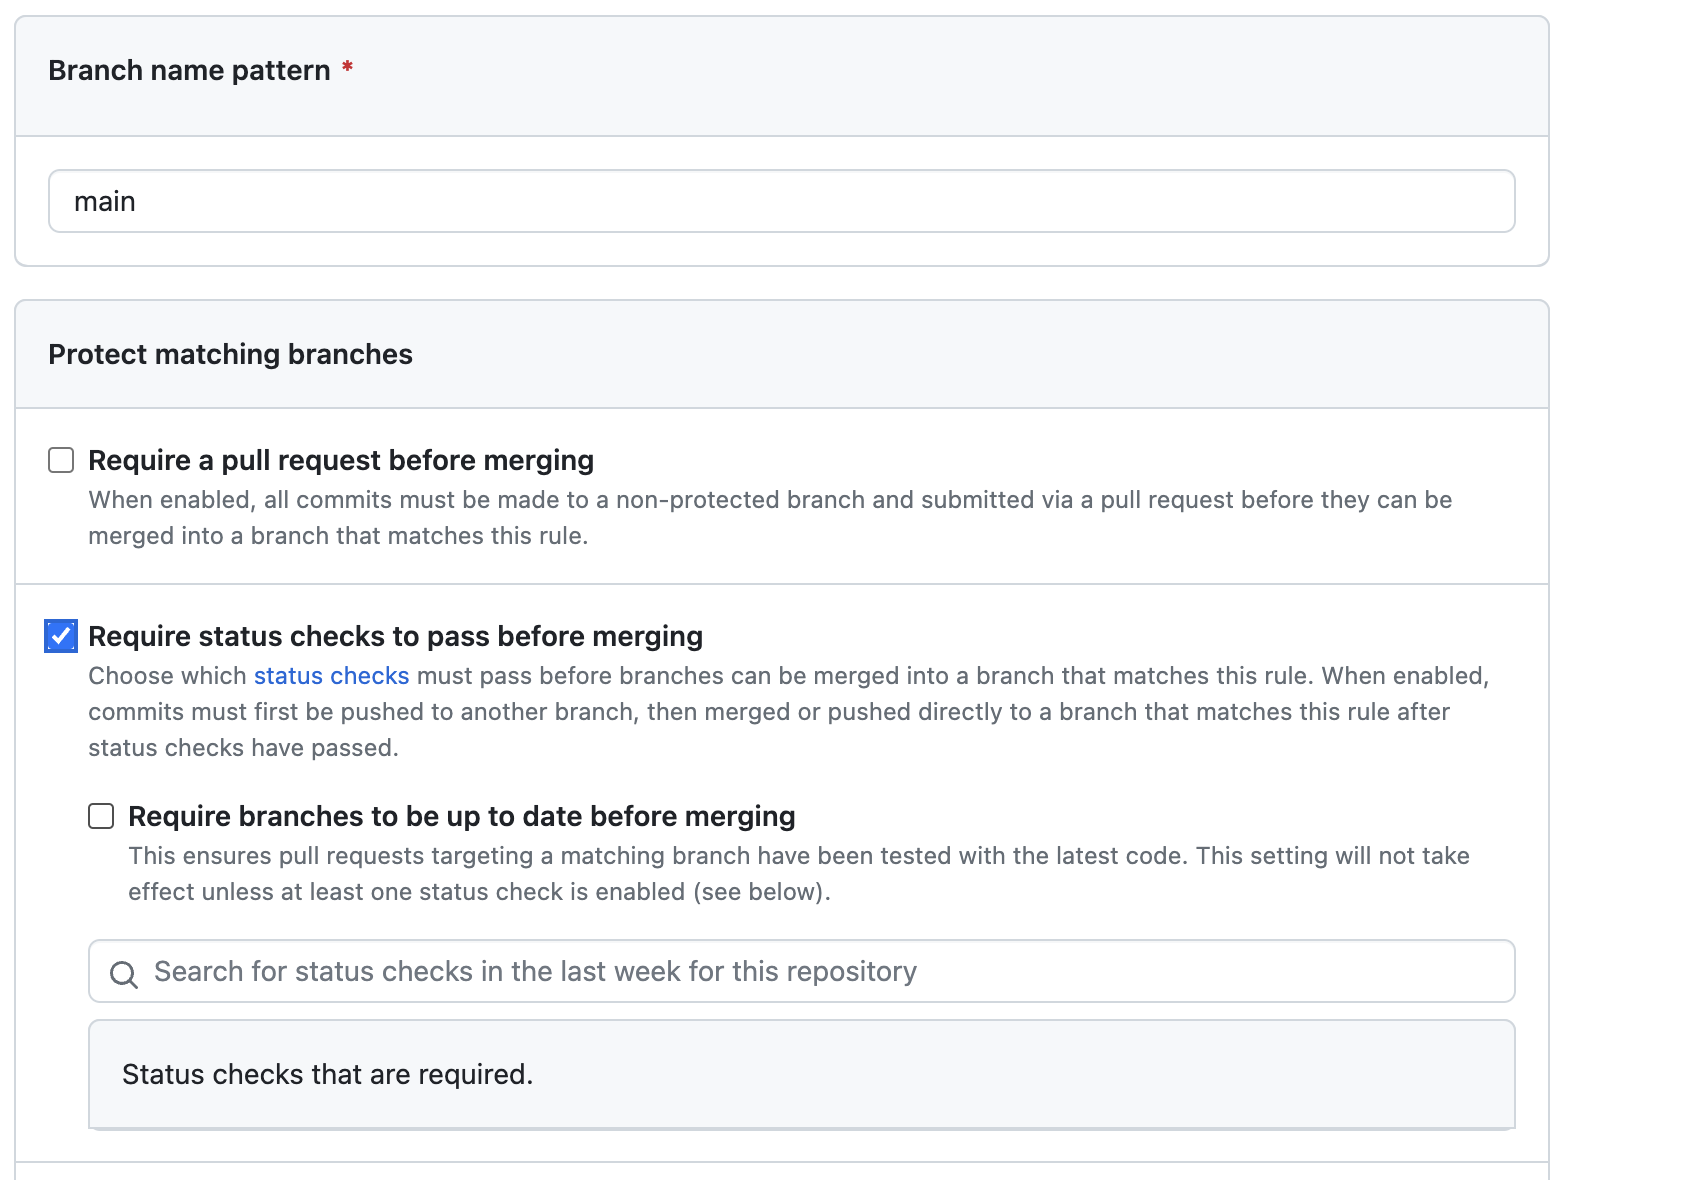 Branch name pattern *
main
Protect matching branches
Require a pull request before merging
When enabled, all commits must be made to a non-protected branch and submitted via a pull request before they can be
merged into a branch that matches this rule.
Require status checks to pass before merging
Choose which status checks must pass before branches can be merged into a branch that matches this rule. When enabled,
commits must first be pushed to another branch, then merged or pushed directly to a branch that matches this rule after
status checks have passed.
Require branches to be up to date before merging
This ensures pull requests targeting a matching branch have been tested with the latest code. This setting will not take
effect unless at least one status check is enabled (see below).
Search for status checks in the last week for this repository
Status checks that are required.